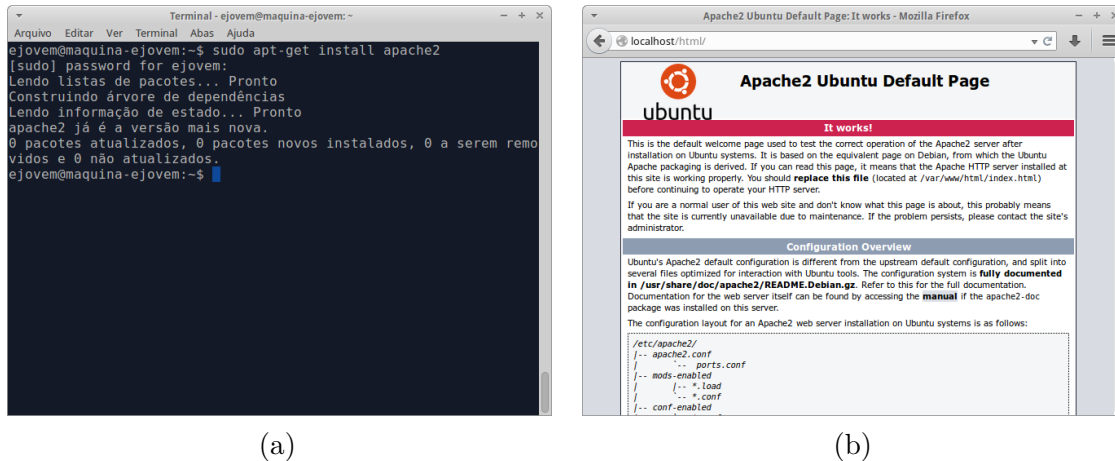 Terminal - ejovem@maquina-ejovem: ~
Arquivo Editar Ver Terminal Abas Ajuda
ejovem@maquina-ejovem:~$ sudo apt-get install apache2
[sudo] password for ejovem:
Lendo listas de pacotes... Pronto
Construindo árvore de dependências
Lendo informação de estado... Pronto
apache2 já é a versão mais nova.
0 pacotes atualizados, 0 pacotes novos instalados, 0 a serem remo
vidos e 0 não atualizados.
ejovem@maquina-ejovem:~$
(a)
Apache2 Ubuntu Default Page: It works - Mozilla Firefox
localhost/html/
ubuntu
Apache2 Ubuntu Default Page
It works!
This is the default welcome page used to test the correct operation of the Apache2 server after
installation on Ubuntu systems. It is based on the equivalent page on Debian, from which the Ubuntu
Apache packaging is derived. If you can read this page, it means that the Apache HTTP server installed at
this site is working properly. You should replace this file (located at /var/www/html/index.html)
before continuing to operate your HTTP server.
If you are a normal user of this web site and don't know what this page is about, this probably means
that the site is currently unavailable due to maintenance. If the problem persists, please contact the site's
administrator.
Configuration Overview
Ubuntu's Apache2 default configuration is different from the upstream default configuration, and split into
several files optimized for interaction with Ubuntu tools. The configuration system is fully documented
in /usr/share/doc/apache2/README.Debian.gz. Refer to this for the full documentation.
Documentation for the web server itself can be found by accessing the manual if the apache2-doc
package was installed on this server.
The configuration layout for an Apache2 web server installation on Ubuntu systems is as follows:
/etc/apache2/
|-- apache2.conf
|       `--  ports.conf
|-- mods-enabled
|       |-- *.load
|       `-- *.conf
|-- conf-enabled
(b)